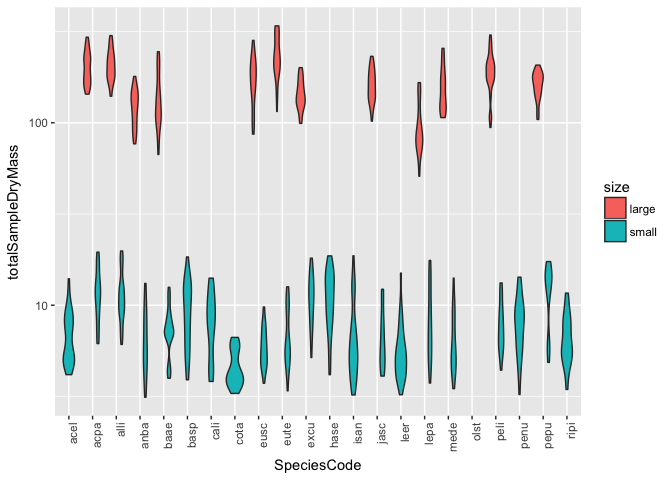 100
10
totalSampleDryMass
acel
acpa
alli
anba
baae
basp
cali
cota
eusc
eute
excu
hase
isan
jasc
leer
lepa
mede
olst
peli
penu
pepu
ripi
SpeciesCode
size
large
small